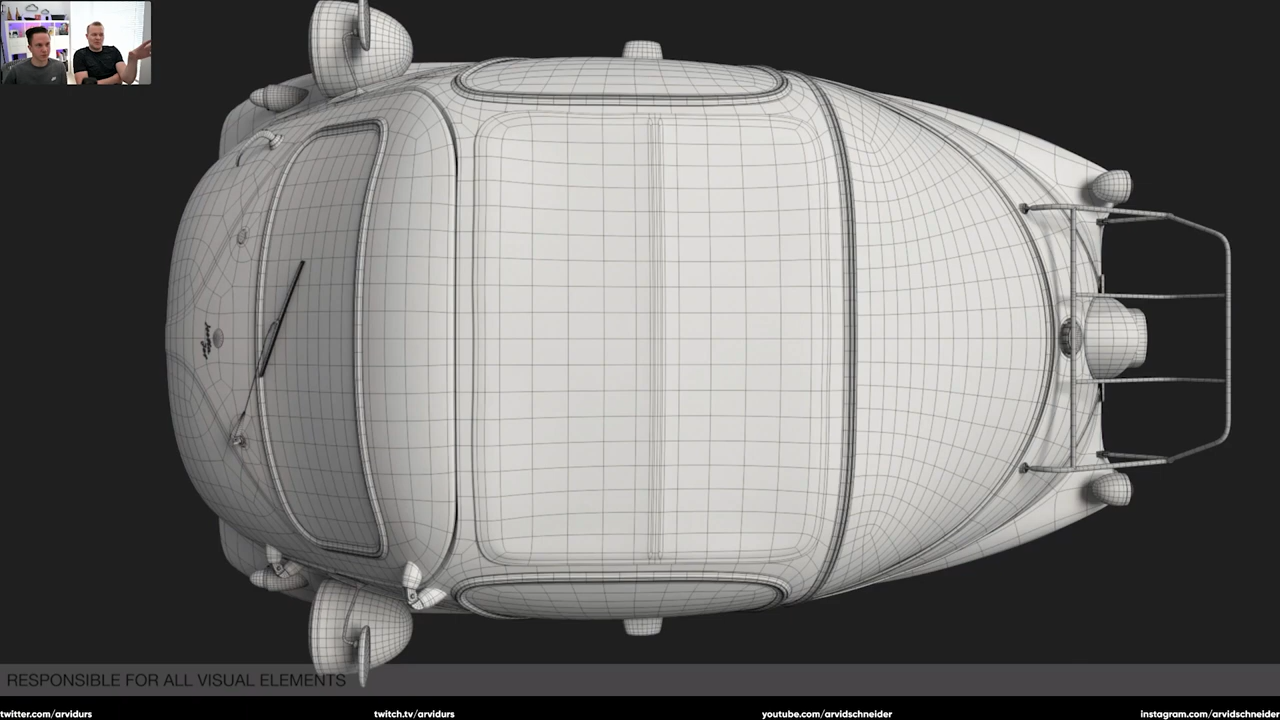 RESPONSIBLE FOR ALL VISUAL ELEMENTS
twitter.com/arvidurs
twitch.tv/arvidurs
youtube.com/arvidschneider
instagram.com/arvidschneider